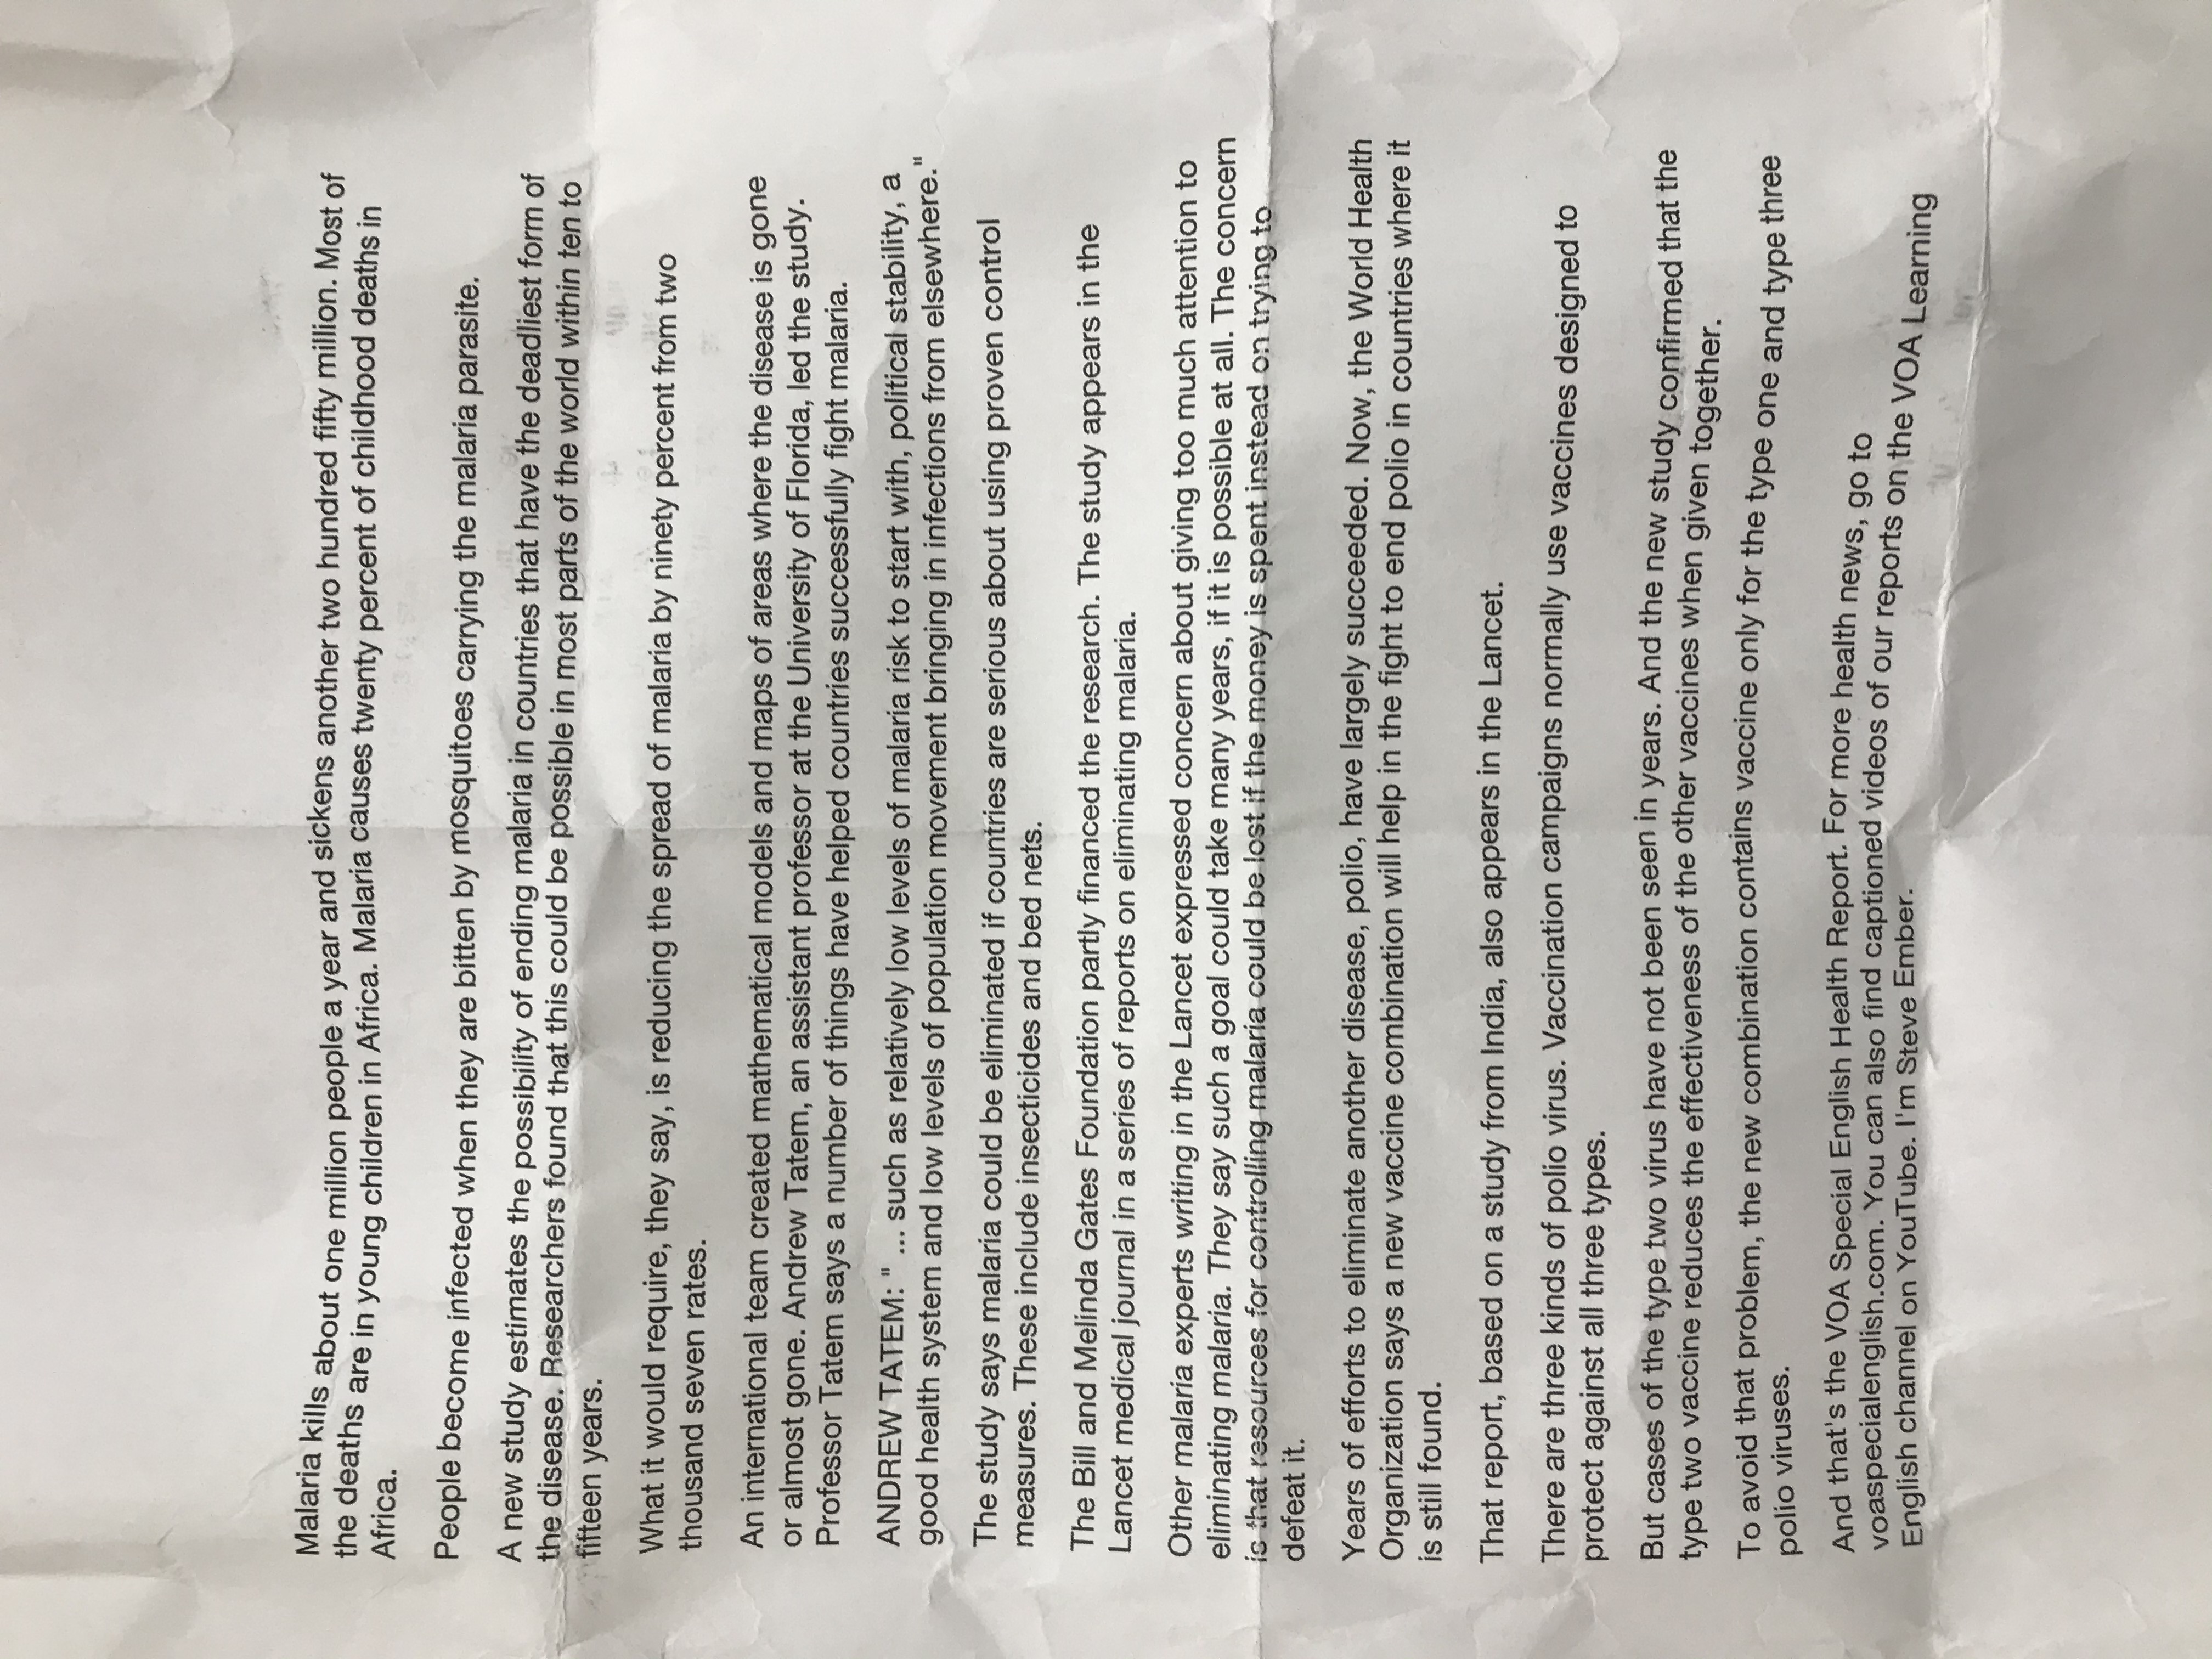 Malaria kills about one million people a year and sickens another two hundred fifty million. Most of
the deaths are in young children in Africa. Malaria causes twenty percent of childhood deaths in
Africa.
People become infected when they are bitten by mosquitoes carrying the malaria parasite.
A new study estimates the possibility of ending malaria in countries that have the deadliest form of
the disease. Researchers found that this could be possible in most parts of the world within ten to
fifteen years.
What it would require, they say, is reducing the spread of malaria by ninety percent from two
thousand seven rates.
An international team created mathematical models and maps of areas where the disease is gone
or almost gone. Andrew Tatem, an assistant professor at the University of Florida, led the study.
Professor Tatem says a number of things have helped countries successfully fight malaria.
ANDREW TATEM: " ... such as relatively low levels of malaria risk to start with, political stability, a
good health system and low levels of population movement bringing in infections from elsewhere."
The study says malaria could be eliminated if countries are serious about using proven control
measures. These include insecticides and bed nets.
The Bill and Melinda Gates Foundation partly financed the research. The study appears in the
Lancet medical journal in a series of reports on eliminating malaria.
Other malaria experts writing in the Lancet expressed concern about giving too much attention to
eliminating malaria. They say such a goal could take many years, if it is possible at all. The concern
is that resources for controlling malaria could be lost if the money is spent instead on trying to
defeat it.
Years of efforts to eliminate another disease, polio, have largely succeeded. Now, the World Health
Organization says a new vaccine combination will help in the fight to end polio in countries where it
is still found.
That report, based on a study from India, also appears in the Lancet.
There are three kinds of polio virus. Vaccination campaigns normally use vaccines designed to
protect against all three types.
But cases of the type two virus have not been seen in years. And the new study confirmed that the
type two vaccine reduces the effectiveness of the other vaccines when given together.
To avoid that problem, the new combination contains vaccine only for the type one and type three
polio viruses.
And that's the VOA Special English Health Report. For more health news, go to
voaspecialenglish.com. You can also find captioned videos of our reports on the VOA Learning
English channel on YouTube. I'm Steve Ember.